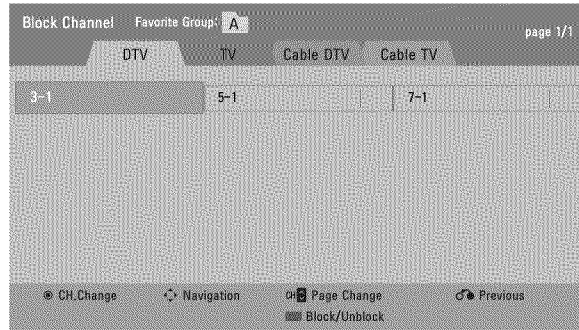 Block Channel Favorite Group: A
page 1/1
DTV TV Cable DTV Cable TV
3-1 5-1 7-1
CH.Change Navigation CH Page Change Previous
Block/Unblock